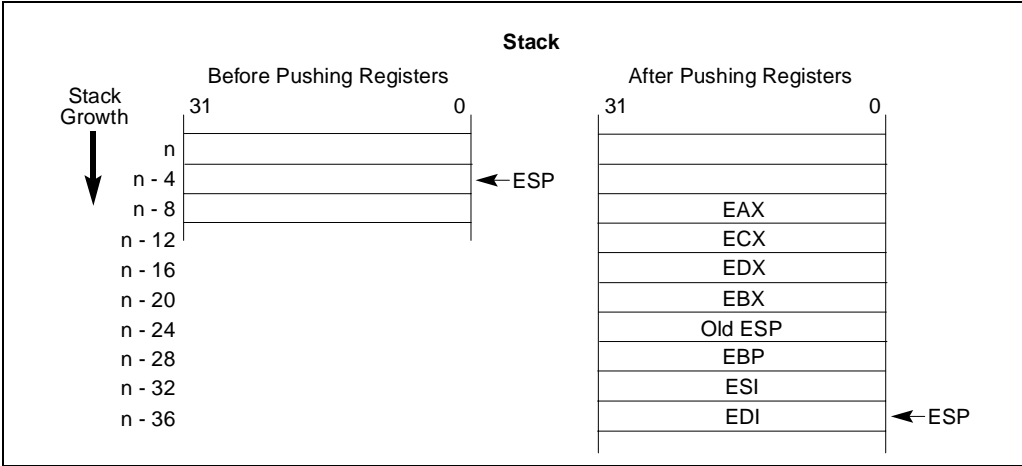 Stack
Before Pushing Registers
After Pushing Registers
Stack
Growth
31 0
31 0
n
n - 4 ESP
n - 8 EAX
n - 12 ECX
n - 16 EDX
n - 20 EBX
n - 24 Old ESP
n - 28 EBP
n - 32 ESI
n - 36 EDI ESP